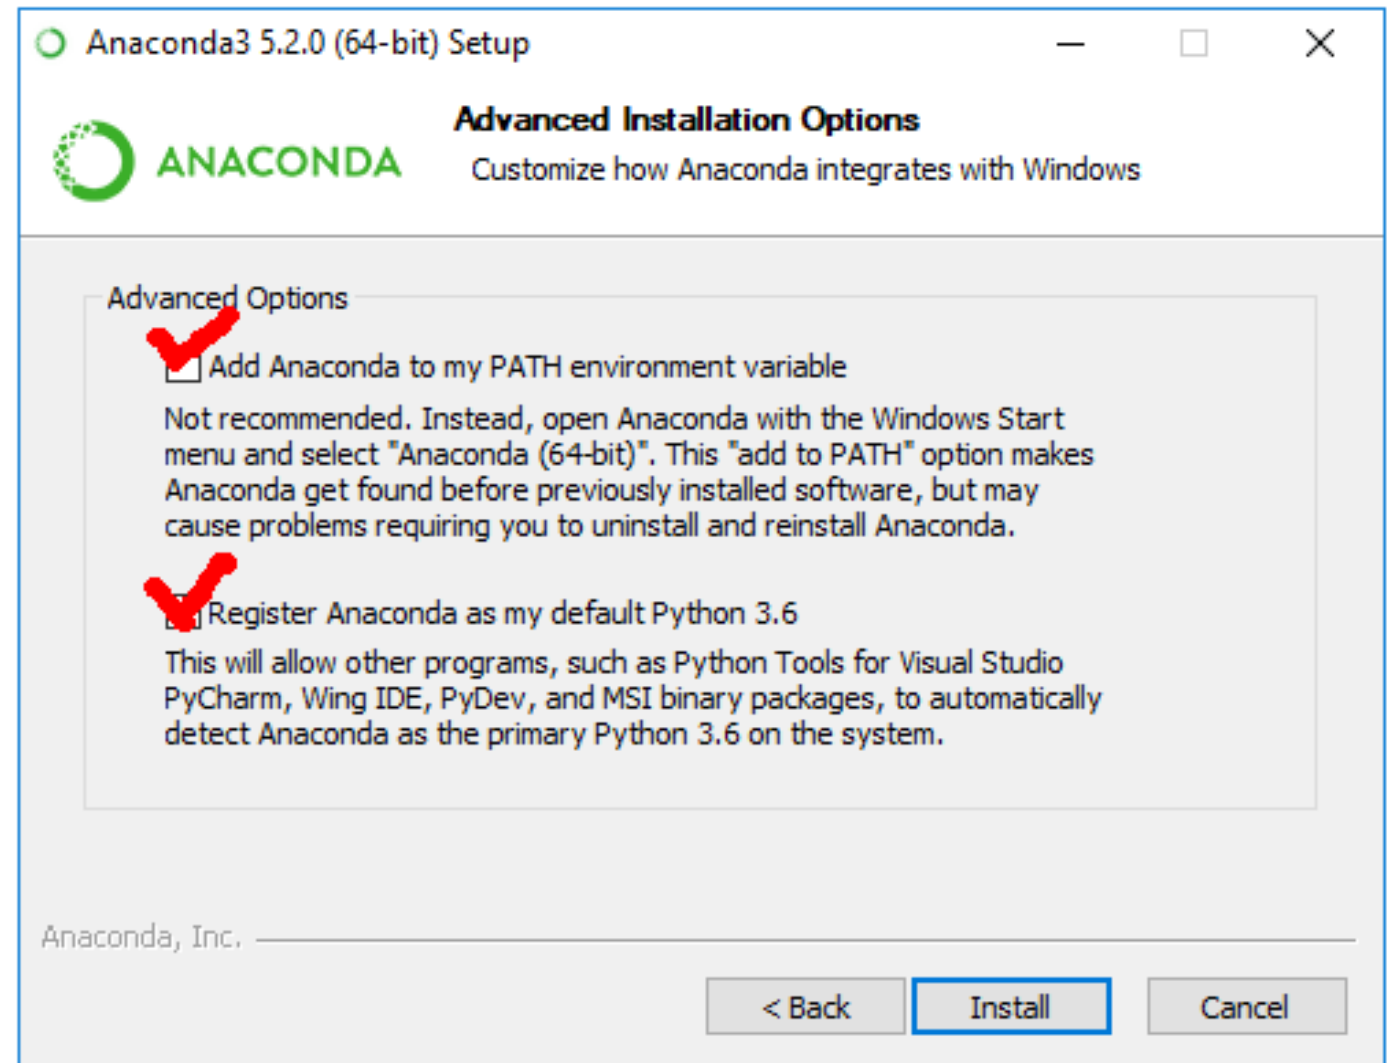 Anaconda3 5.2.0 (64-bit) Setup
ANACONDA
Advanced Installation Options
Customize how Anaconda integrates with Windows
Advanced Options
Add Anaconda to my PATH environment variable
Not recommended. Instead, open Anaconda with the Windows Start
menu and select "Anaconda (64-bit)". This "add to PATH" option makes
Anaconda get found before previously installed software, but may
cause problems requiring you to uninstall and reinstall Anaconda.
Register Anaconda as my default Python 3.6
This will allow other programs, such as Python Tools for Visual Studio
PyCharm, Wing IDE, PyDev, and MSI binary packages, to automatically
detect Anaconda as the primary Python 3.6 on the system.
Anaconda, Inc.
< Back Install Cancel